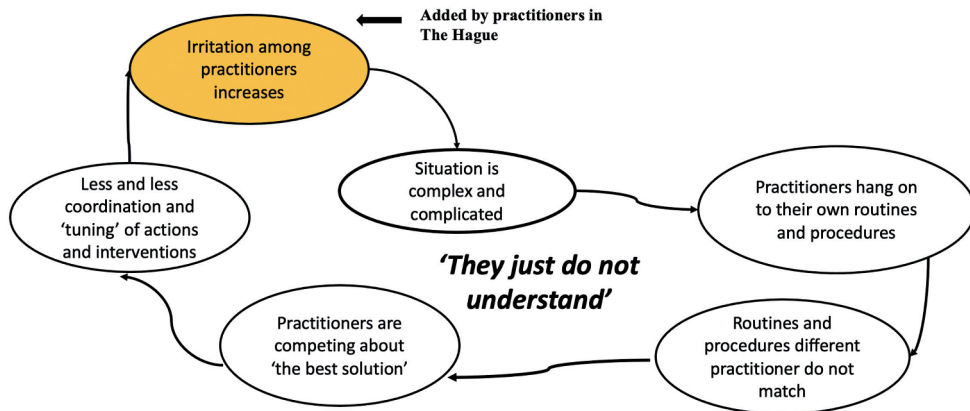 Added by practitioners in
The Hague
Irritation among
practitioners
increases
Situation is
complex and
complicated
Practitioners hang on
to their own routines
and procedures
Routines and
procedures different
practitioner do not
match
Practitioners are
competing about
'the best solution'
Less and less
coordination and
'tuning' of actions
and interventions
'They just do not
understand'